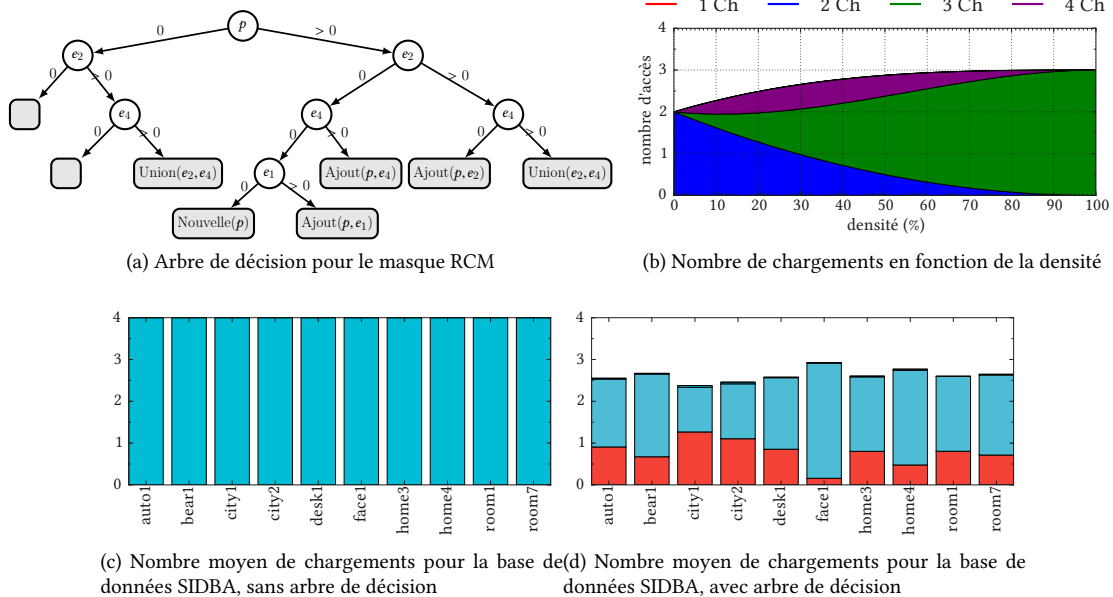 1 Ch 2 Ch 3 Ch 4 Ch
p
0 > 0
e2 e2
0 > 0 0 > 0
e4 e4 e4
0 > 0 0 > 0 0 > 0
Union(e2, e4) e1 Ajout(p, e4) Ajout(p, e2) Union(e2, e4)
0 > 0
Nouvelle(p) Ajout(p, e1)
(a) Arbre de décision pour le masque RCM
nombre d'accès
4
3
2
1
0
0 10 20 30 40 50 60 70 80 90 100
densité (%)
(b) Nombre de chargements en fonction de la densité
4
3
2
1
0
auto1 bear1 city1 city2 desk1 face1 home3 home4 room1 room7
(c) Nombre moyen de chargements pour la base de
données SIDBA, sans arbre de décision
4
3
2
1
0
auto1 bear1 city1 city2 desk1 face1 home3 home4 room1 room7
(d) Nombre moyen de chargements pour la base de
données SIDBA, avec arbre de décision